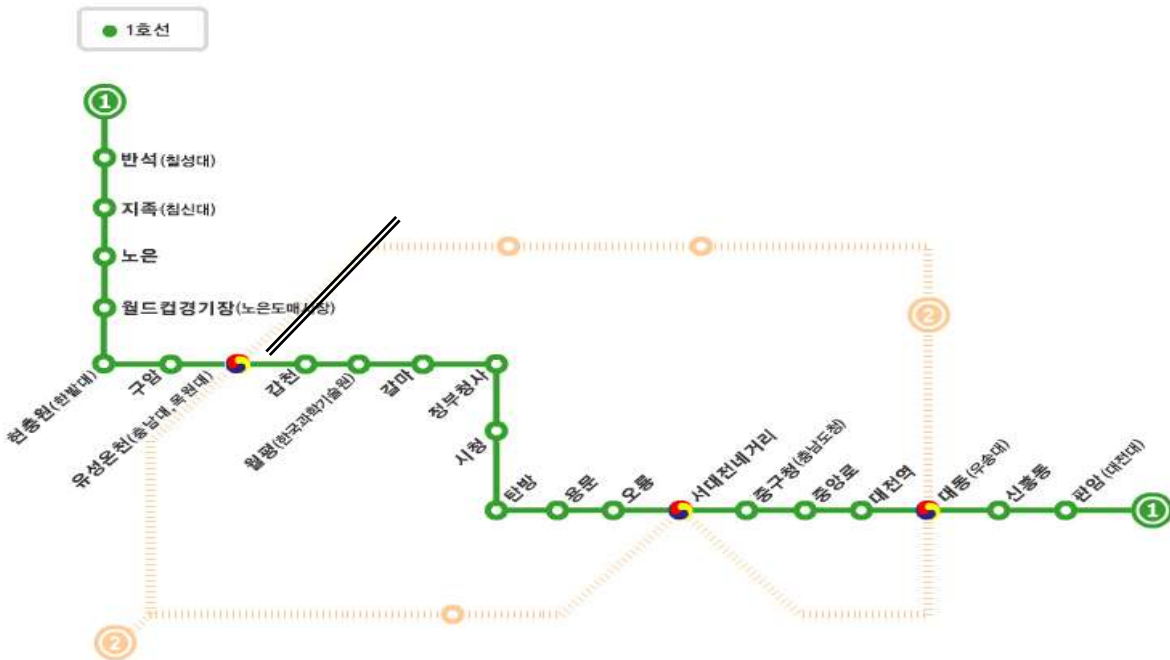 1호선
1
반석(칠성대)
지족(침신대)
노은
월드컵경기장(노은도매시장)
2
현충원(한밭대)
구암
유성온천(충남대,목원대)
갑천
월평(한국과학기술원)
갈마
정부청사
시청
탄방
용문
오룡
서대전네거리
중구청(충남도청)
중앙로
대전역
대동(우송대)
신흥동
판암(대전대)
1
2